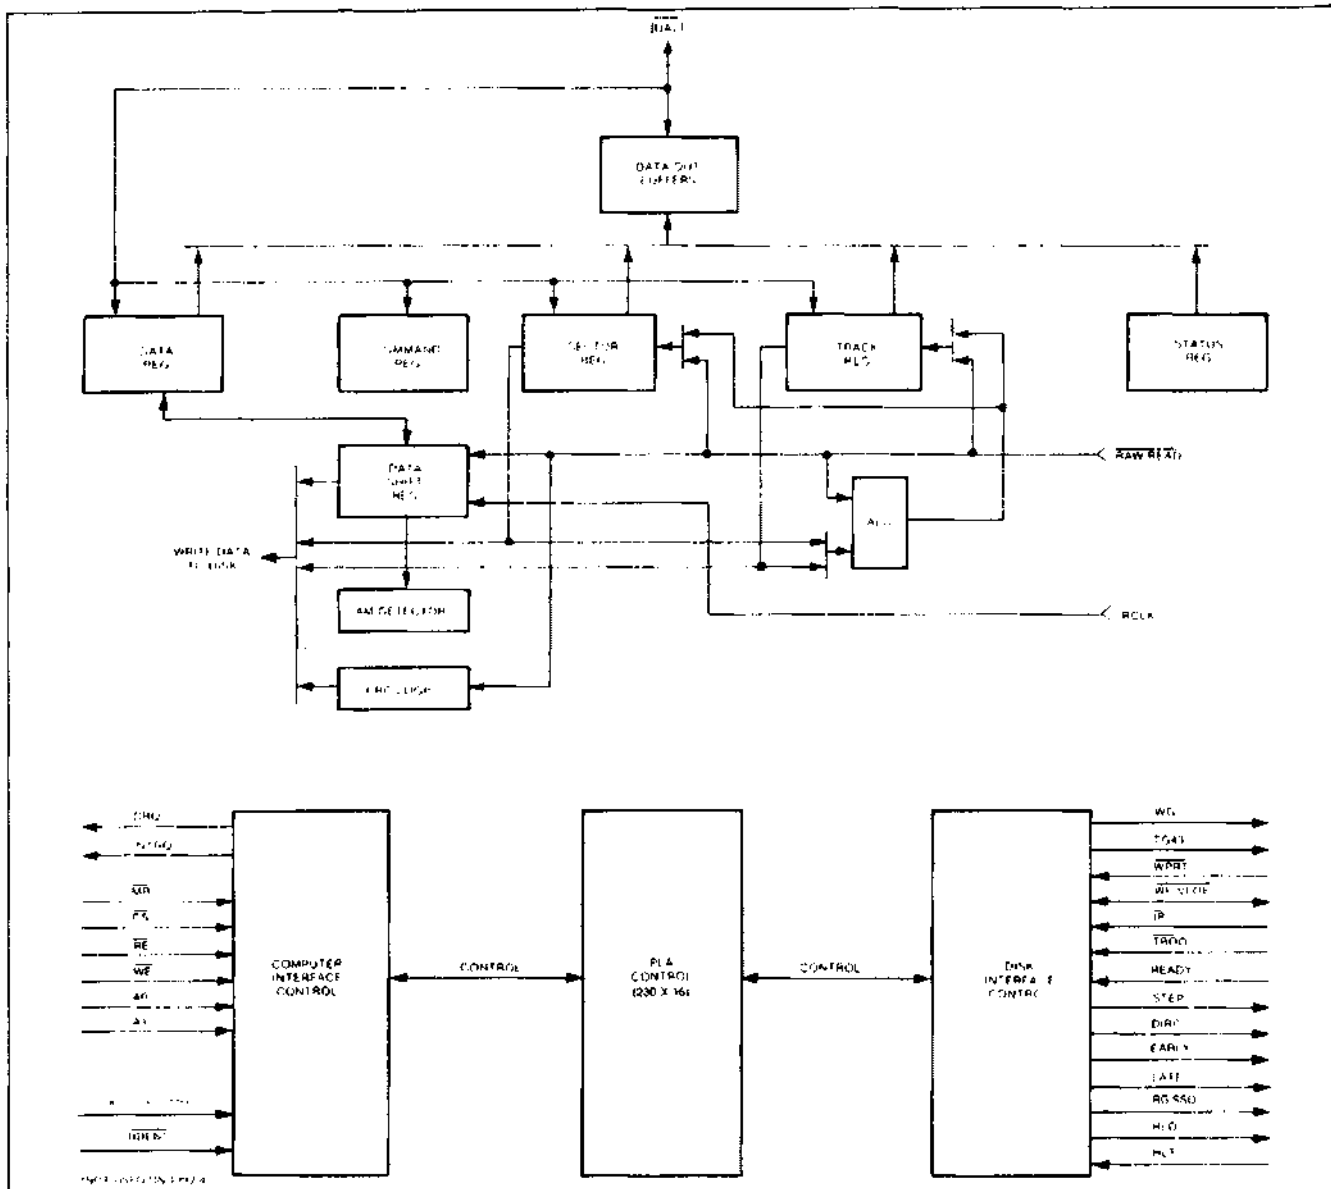 DATA OUT
BUFFERS
DATA
REG
COMMAND
REG
SECTOR
REG
TRACK
REG
STATUS
REG
DATA
SHIFT
REG
RAW READ
ALU
WRITE DATA
TO DISK
AM DETECTOR
RCLK
CRC LOGIC
DRQ
INTRQ
MR
CS
RE
WE
A0
A1
COMPUTER
INTERFACE
CONTROL
CONTROL
PLA
CONTROL
(230 X 16)
CONTROL
DISK
INTERFACE
CONTROL
WG
TG43
WPRT
IP
TR00
READY
STEP
DIRC
EARLY
LATE
RG/SSO
HLD
HLT